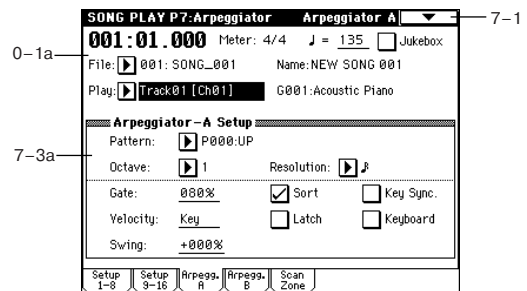 SONG PLAY P7:Arpeggiator Arpeggiator A
7-1
001:01.000 Meter: 4/4 ♩ = 135 Jukebox
0-1a
File: 001: SONG_001 Name:NEW SONG 001
Play: Track01 [Ch01] G001:Acoustic Piano
Arpeggiator-A Setup
Pattern: P000:UP
7-3a
Octave: 1 Resolution: ♪
Gate: 080% Sort Key Sync.
Velocity: Key Latch Keyboard
Swing: +000%
Setup 1-8 Setup 9-16 Arpegg. A Arpegg. B Scan Zone